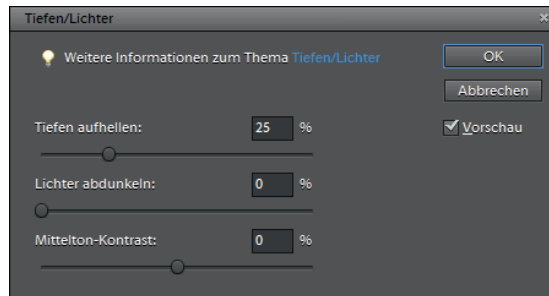 Tiefen/Lichter
Weitere Informationen zum Thema Tiefen/Lichter
OK
Abbrechen
Tiefen aufhellen: 25 %
Vorschau
Lichter abdunkeln: 0 %
Mittelton-Kontrast: 0 %